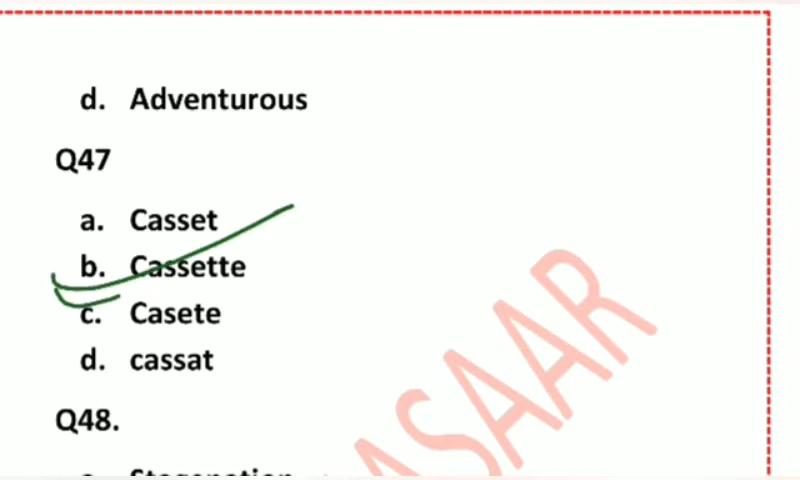 d. Adventurous
Q47
a. Casset
b. Cassette
c. Casete
d. cassat
Q48.